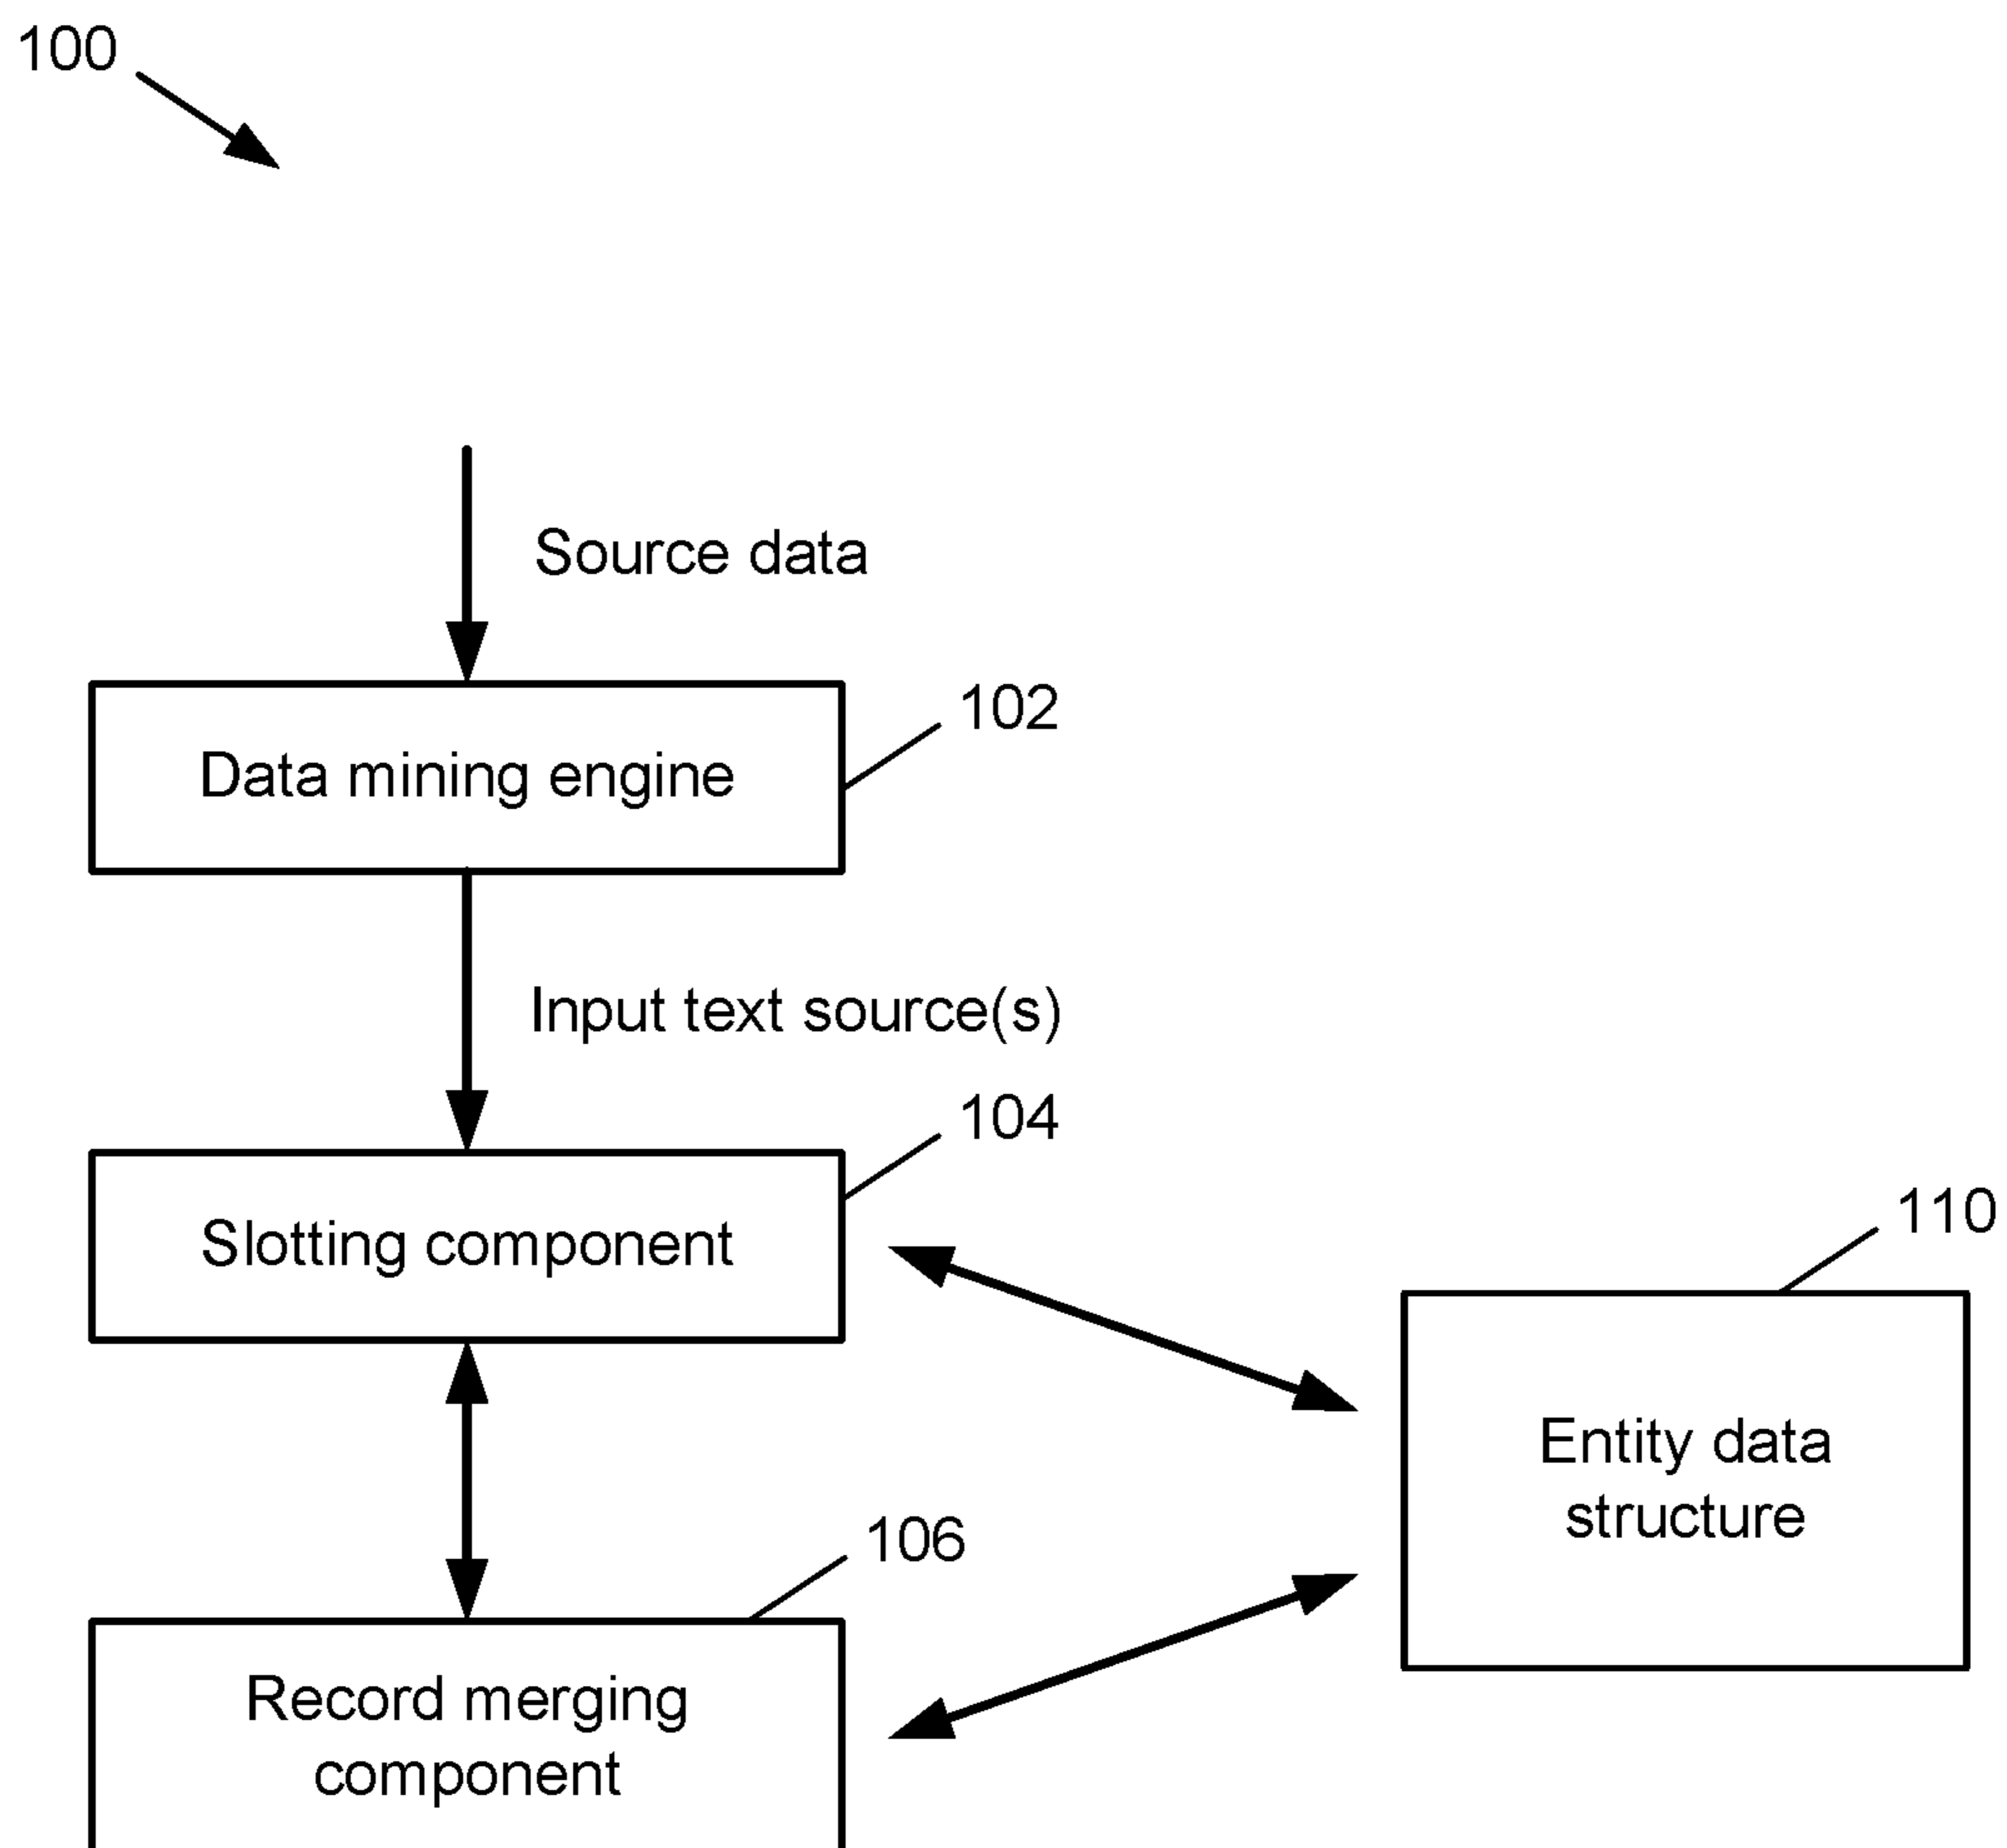 100
Source data
102
Data mining engine
Input text source(s)
104
Slotting component
110
Entity data
structure
106
Record merging
component